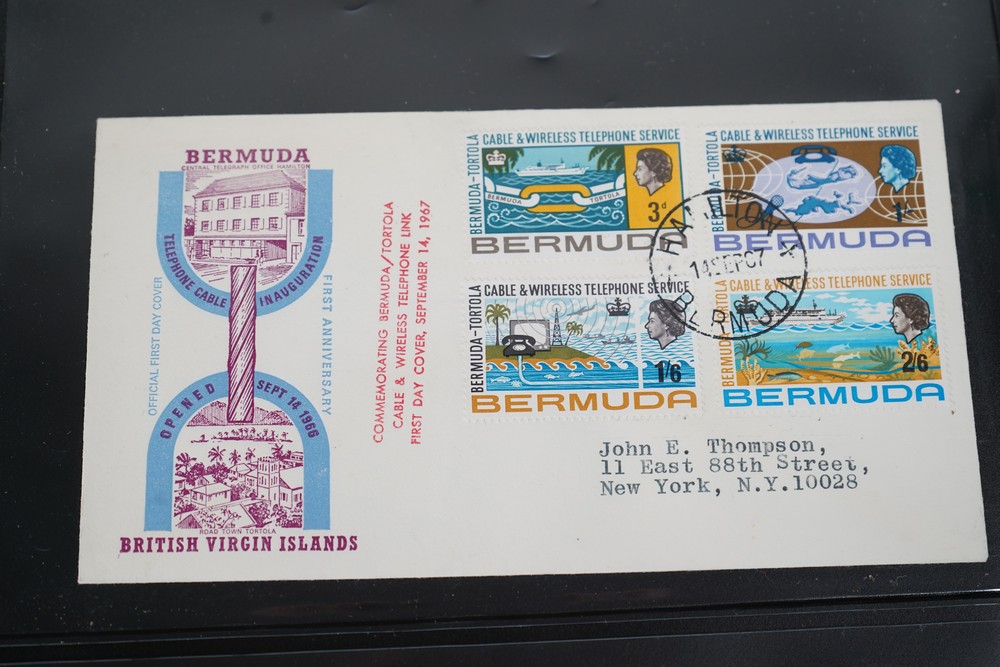 BERMUDA
CENTRAL TELEGRAPH OFFICE HAMILTON
TELEPHONE CABLE INAUGURATION
OFFICIAL FIRST DAY COVER
FIRST ANNIVERSARY
OPENED SEPT 14 1966
ROAD TOWN TORTOLA
BRITISH VIRGIN ISLANDS
COMMEMORATING BERMUDA/TORTOLA
CABLE & WIRELESS TELEPHONE LINK
FIRST DAY COVER, SEPTEMBER 14, 1967
CABLE & WIRELESS TELEPHONE SERVICE
BERMUDA-TORTOLA
BERMUDA TORTOLA
3d
BERMUDA
CABLE & WIRELESS TELEPHONE SERVICE
BERMUDA-TORTOLA
1/-
BERMUDA
HAMILTON
14 SEP 67
BERMUDA
CABLE & WIRELESS TELEPHONE SERVICE
BERMUDA-TORTOLA
1/6
BERMUDA
CABLE & WIRELESS TELEPHONE SERVICE
BERMUDA-TORTOLA
2/6
BERMUDA
John E. Thompson,
11 East 88th Street,
New York, N.Y.10028